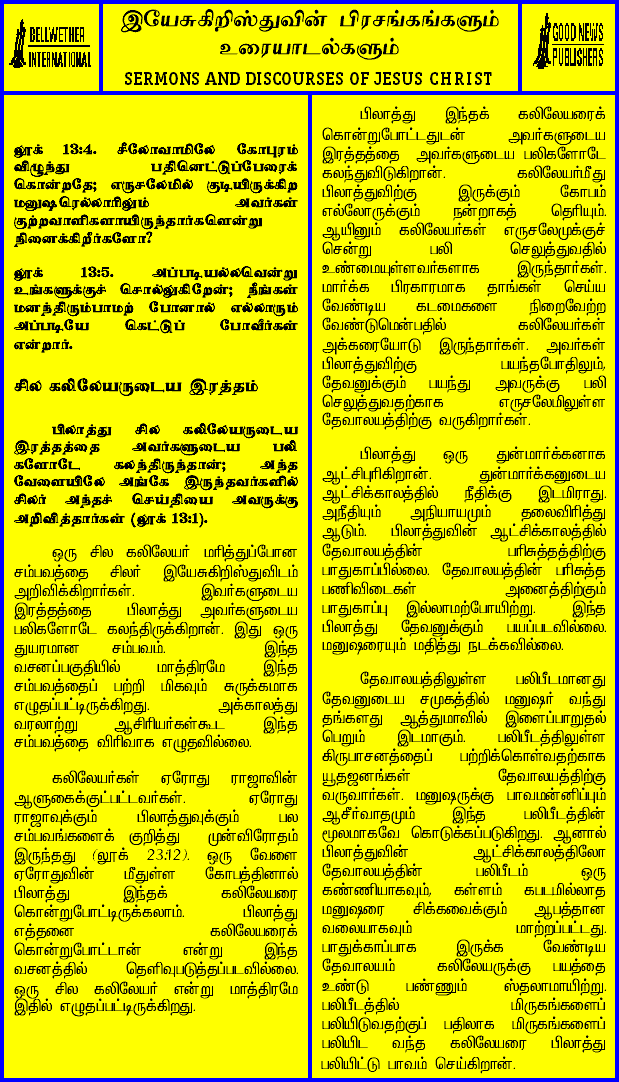 BELLWETHER
INTERNATIONAL
இயேசுகிறிஸ்துவின் பிரசங்கங்களும்
உரையாடல்களும்
SERMONS AND DISCOURSES OF JESUS CHRIST
GOOD NEWS
PUBLISHERS
லூக் 13:4. சீலோவாமிலே கோபுரம்
விழுந்து பதினெட்டுப்பேரைக்
கொன்றதே; எருசலேமில் குடியிருக்கிற
மனுஷரெல்லாரிலும் அவர்கள்
குற்றவாளிகளாயிருந்தார்களென்று
நினைக்கிறீர்களோ?
லூக் 13:5. அப்படியல்லவென்று
உங்களுக்குச் சொல்லுகிறேன்; நீங்கள்
மனந்திரும்பாமற் போனால் எல்லாரும்
அப்படியே கெட்டுப் போவீர்கள்
என்றார்.
சில கலிலேயருடைய இரத்தம்
பிலாத்து சில கலிலேயருடைய
இரத்தத்தை அவர்களுடைய பலி
களோடே கலந்திருந்தான்; அந்த
வேளையிலே அங்கே இருந்தவர்களில்
சிலர் அந்தச் செய்தியை அவருக்கு
அறிவித்தார்கள் (லூக் 13:1).
ஒரு சில கலிலேயர் மரித்துப்போன
சம்பவத்தை சிலர் இயேசுகிறிஸ்துவிடம்
அறிவிக்கிறார்கள். இவர்களுடைய
இரத்தத்தை பிலாத்து அவர்களுடைய
பலிகளோடே கலந்திருக்கிறான். இது ஒரு
துயரமான சம்பவம். இந்த
வசனப்பகுதியில் மாத்திரமே இந்த
சம்பவத்தைப் பற்றி மிகவும் சுருக்கமாக
எழுதப்பட்டிருக்கிறது. அக்காலத்து
வரலாற்று ஆசிரியர்கள்கூட இந்த
சம்பவத்தை விரிவாக எழுதவில்லை.
கலிலேயர்கள் ஏரோது ராஜாவின்
ஆளுகைக்குட்பட்டவர்கள். ஏரோது
ராஜாவுக்கும் பிலாத்துவுக்கும் பல
சம்பவங்களைக் குறித்து முன்விரோதம்
இருந்தது (லூக் 23:12). ஒரு வேளை
ஏரோதுவின் மீதுள்ள கோபத்தினால்
பிலாத்து இந்தக் கலிலேயரை
கொன்றுபோட்டிருக்கலாம். பிலாத்து
எத்தனை கலிலேயரைக்
கொன்றுபோட்டான் என்று இந்த
வசனத்தில் தெளிவுபடுத்தப்படவில்லை.
ஒரு சில கலிலேயர் என்று மாத்திரமே
இதில் எழுதப்பட்டிருக்கிறது.
பிலாத்து இந்தக் கலிலேயரைக்
கொன்றுபோட்டதுடன் அவர்களுடைய
இரத்தத்தை அவர்களுடைய பலிகளோடே
கலந்துவிடுகிறான். கலிலேயர்மீது
பிலாத்துவிற்கு இருக்கும் கோபம்
எல்லோருக்கும் நன்றாகத் தெரியும்.
ஆயினும் கலிலேயர்கள் எருசலேமுக்குச்
சென்று பலி செலுத்துவதில்
உண்மையுள்ளவர்களாக இருந்தார்கள்.
மார்க்க பிரகாரமாக தாங்கள் செய்ய
வேண்டிய கடமைகளை நிறைவேற்ற
வேண்டுமென்பதில் கலிலேயர்கள்
அக்கரையோடு இருந்தார்கள். அவர்கள்
பிலாத்துவிற்கு பயந்தபோதிலும்,
தேவனுக்கும் பயந்து அவருக்கு பலி
செலுத்துவதற்காக எருசலேமிலுள்ள
தேவாலயத்திற்கு வருகிறார்கள்.
பிலாத்து ஒரு துன்மார்க்கனாக
ஆட்சிபுரிகிறான். துன்மார்க்கனுடைய
ஆட்சிக்காலத்தில் நீதிக்கு இடமிராது.
அநீதியும் அநியாயமும் தலைவிரித்து
ஆடும். பிலாத்துவின் ஆட்சிக்காலத்தில்
தேவாலயத்தின் பரிசுத்தத்திற்கு
பாதுகாப்பில்லை. தேவாலயத்தின் பரிசுத்த
பணிவிடைகள் அனைத்திற்கும்
பாதுகாப்பு இல்லாமற்போயிற்று. இந்த
பிலாத்து தேவனுக்கும் பயப்படவில்லை.
மனுஷரையும் மதித்து நடக்கவில்லை.
தேவாலயத்திலுள்ள பலிபீடமானது
தேவனுடைய சமுகத்தில் மனுஷர் வந்து
தங்களது ஆத்துமாவில் இளைப்பாறுதல்
பெறும் இடமாகும். பலிபீடத்திலுள்ள
கிருபாசனத்தைப் பற்றிக்கொள்வதற்காக
யூதஜனங்கள் தேவாலயத்திற்கு
வருவார்கள். மனுஷருக்கு பாவமன்னிப்பும்
ஆசீர்வாதமும் இந்த பலிபீடத்தின்
மூலமாகவே கொடுக்கப்படுகிறது. ஆனால்
பிலாத்துவின் ஆட்சிக்காலத்திலோ
தேவாலயத்தின் பலிபீடம் ஒரு
கண்ணியாகவும், கள்ளம் கபடமில்லாத
மனுஷரை சிக்கவைக்கும் ஆபத்தான
வலையாகவும் மாற்றப்பட்டது.
பாதுக்காப்பாக இருக்க வேண்டிய
தேவாலயம் கலிலேயருக்கு பயத்தை
உண்டு பண்ணும் ஸ்தலாமாயிற்று.
பலிபீடத்தில் மிருகங்களைப்
பலியிடுவதற்குப் பதிலாக மிருகங்களைப்
பலியிட வந்த கலிலேயரை பிலாத்து
பலியிட்டு பாவம் செய்கிறான்.